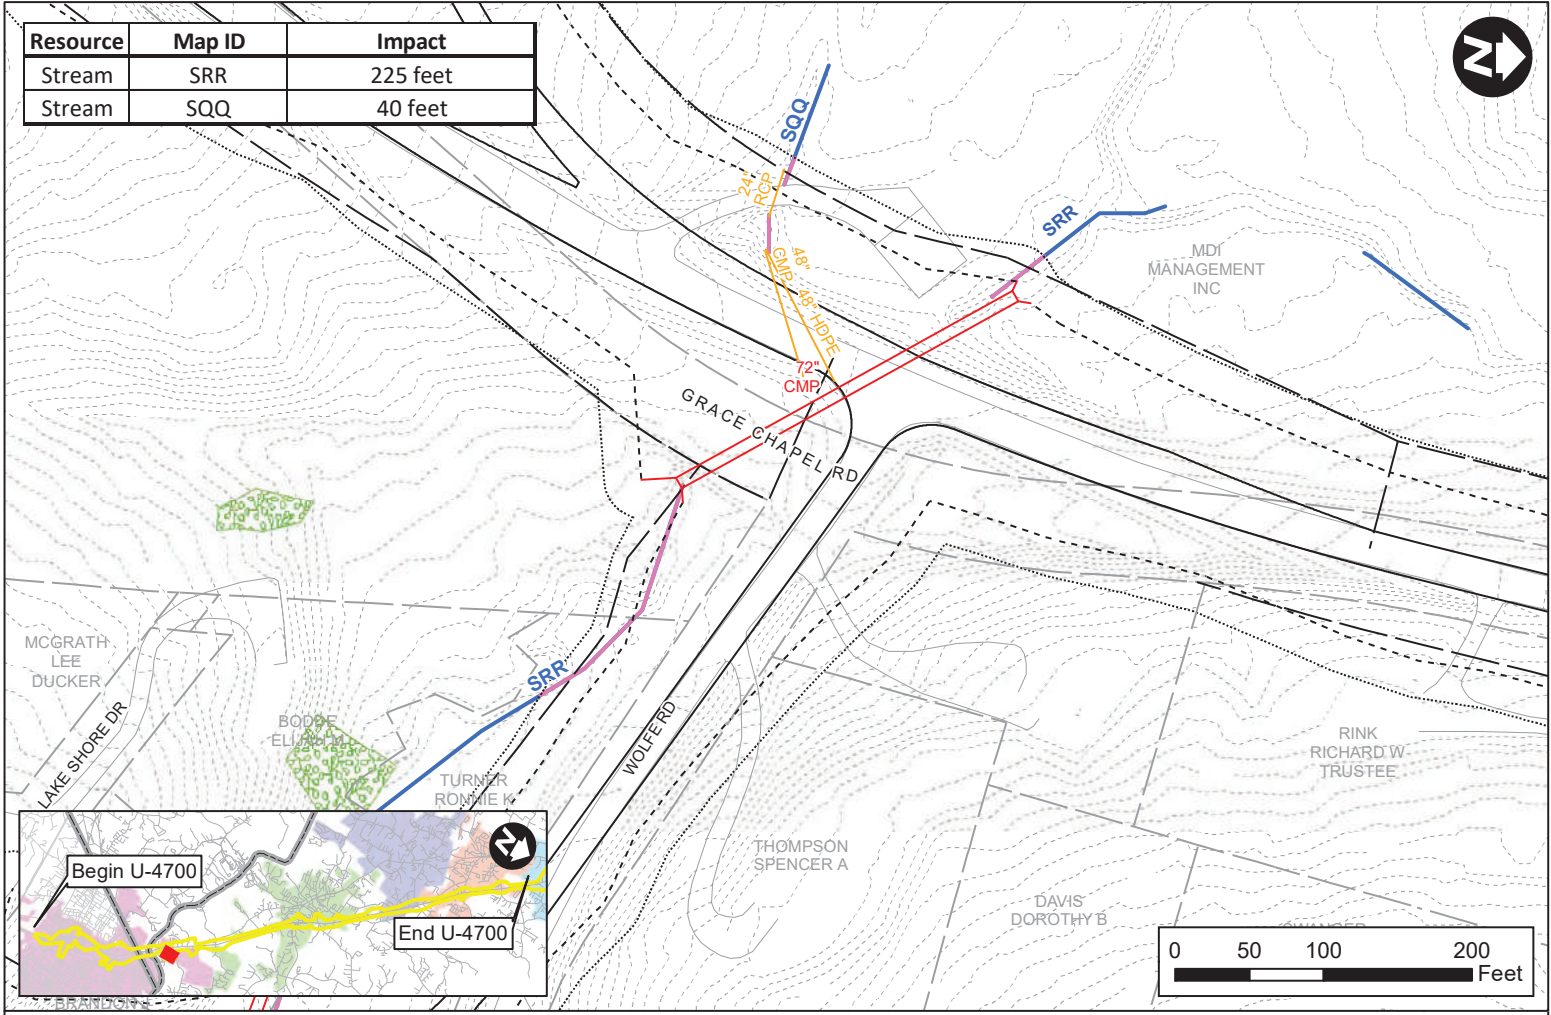 Resource Map ID Impact
Stream SRR 225 feet
Stream SQQ 40 feet
N
SQQ
24"
RCP
SRR
MDI
MANAGEMENT
INC
48"
CMP
48" HDPE
72"
CMP
GRACE CHAPEL RD
MCGRATH
LEE
DUCKER
LAKE SHORE DR
SRR
TURNER
RONNIE K
WOLFE RD
RINK
RICHARD W
TRUSTEE
THOMPSON
SPENCER A
DAVIS
DOROTHY B
N
Begin U-4700
End U-4700
0 50 100 200
Feet